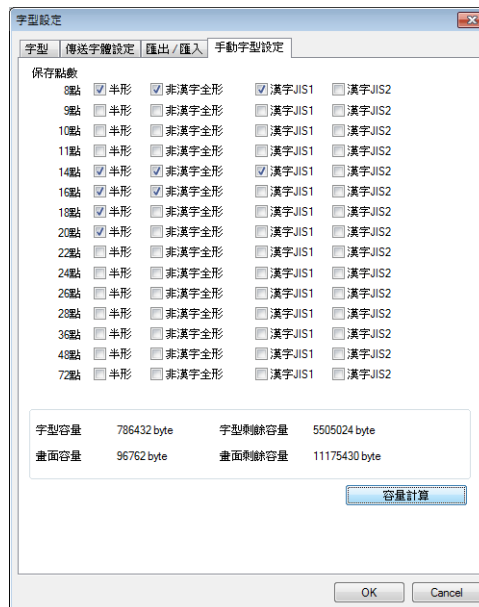 字型設定
字型 傳送字體設定 匯出/匯入 手動字型設定
保存點數
8點 半形 非漢字全形 漢字JIS1 漢字JIS2
9點 半形 非漢字全形 漢字JIS1 漢字JIS2
10點 半形 非漢字全形 漢字JIS1 漢字JIS2
11點 半形 非漢字全形 漢字JIS1 漢字JIS2
14點 半形 非漢字全形 漢字JIS1 漢字JIS2
16點 半形 非漢字全形 漢字JIS1 漢字JIS2
18點 半形 非漢字全形 漢字JIS1 漢字JIS2
20點 半形 非漢字全形 漢字JIS1 漢字JIS2
22點 半形 非漢字全形 漢字JIS1 漢字JIS2
24點 半形 非漢字全形 漢字JIS1 漢字JIS2
26點 半形 非漢字全形 漢字JIS1 漢字JIS2
28點 半形 非漢字全形 漢字JIS1 漢字JIS2
36點 半形 非漢字全形 漢字JIS1 漢字JIS2
48點 半形 非漢字全形 漢字JIS1 漢字JIS2
72點 半形 非漢字全形 漢字JIS1 漢字JIS2
字型容量 786432 byte 字型剩餘容量 5505024 byte
畫面容量 96762 byte 畫面剩餘容量 11175430 byte
容量計算
OK Cancel